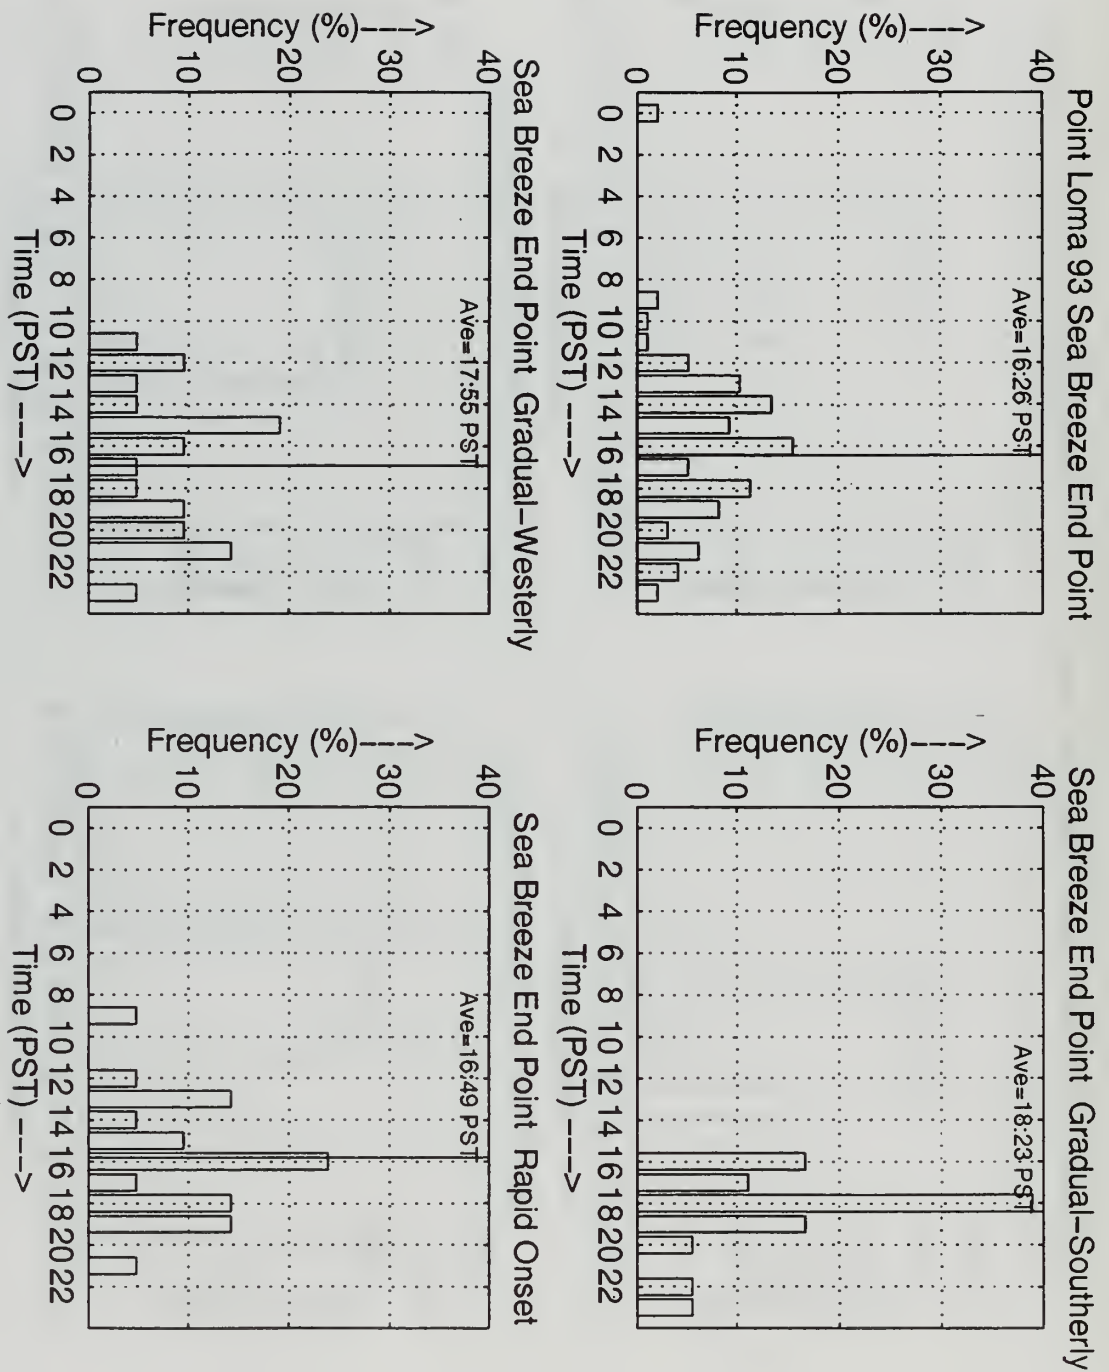 Point Loma 93 Sea Breeze End Point
Frequency (%)--->
40
30
20
10
0
Ave=16:26 PST
0 2 4 6 8 10 12 14 16 18 20 22
Time (PST) --->
Sea Breeze End Point Gradual-Southerly
Frequency (%)--->
40
30
20
10
0
Ave=18:23 PST
0 2 4 6 8 10 12 14 16 18 20 22
Time (PST) --->
Sea Breeze End Point Gradual-Westerly
Frequency (%)--->
40
30
20
10
0
Ave=17:55 PST
0 2 4 6 8 10 12 14 16 18 20 22
Time (PST) --->
Sea Breeze End Point Rapid Onset
Frequency (%)--->
40
30
20
10
0
Ave=16:49 PST
0 2 4 6 8 10 12 14 16 18 20 22
Time (PST) --->